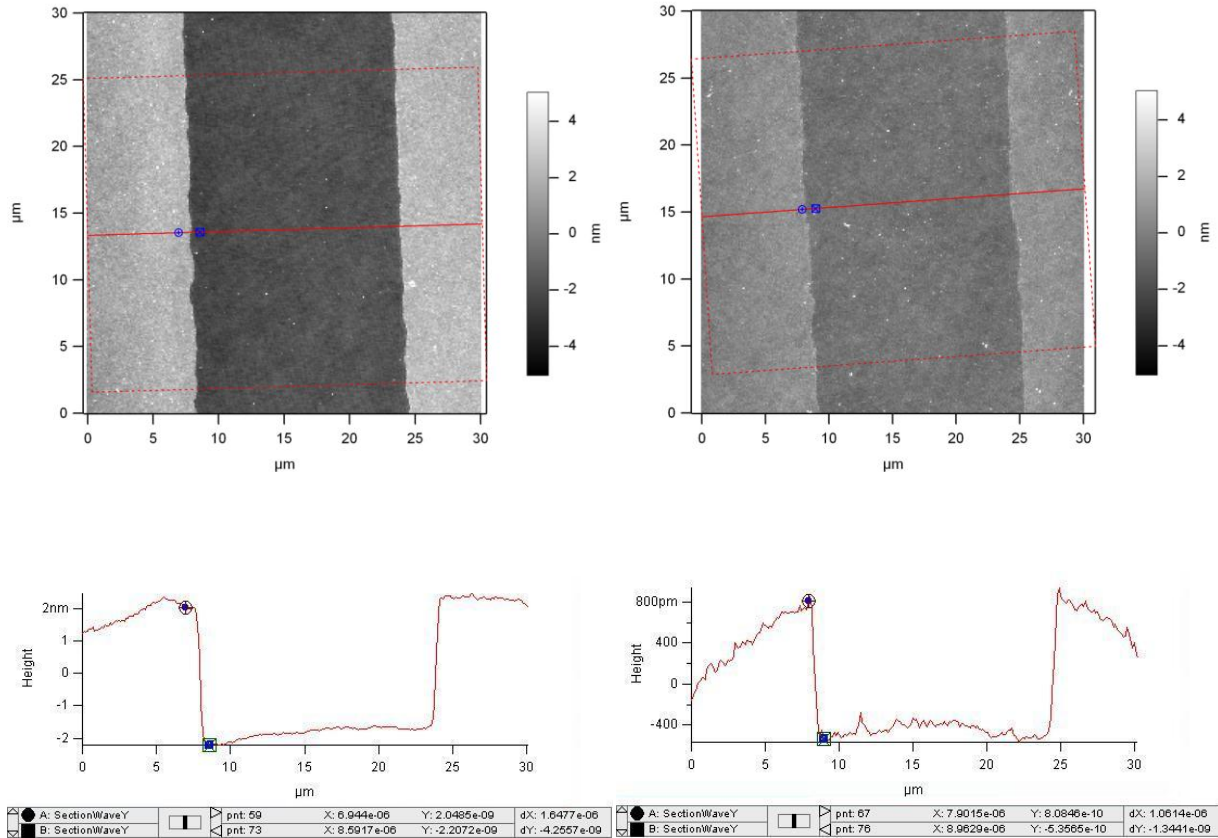 30
25
20
15
10
5
0
µm
0 5 10 15 20 25 30
µm
4
2
0
-2
-4
nm
30
25
20
15
10
5
0
µm
0 5 10 15 20 25 30
µm
4
2
0
-2
-4
nm
2nm
1
0
-1
-2
Height
0 5 10 15 20 25 30
µm
A: SectionWaveY pnt: 59 X: 6.944e-06 Y: 2.0485e-09 dX: 1.6477e-06
B: SectionWaveY pnt: 73 X: 8.5917e-06 Y: -2.2072e-09 dY: -4.2557e-09
800pm
400
0
-400
Height
0 5 10 15 20 25 30
µm
A: SectionWaveY pnt: 67 X: 7.9015e-06 Y: 8.0846e-10 dX: 1.0614e-06
B: SectionWaveY pnt: 76 X: 8.9629e-06 Y: -5.3565e-10 dY: -1.3441e-09